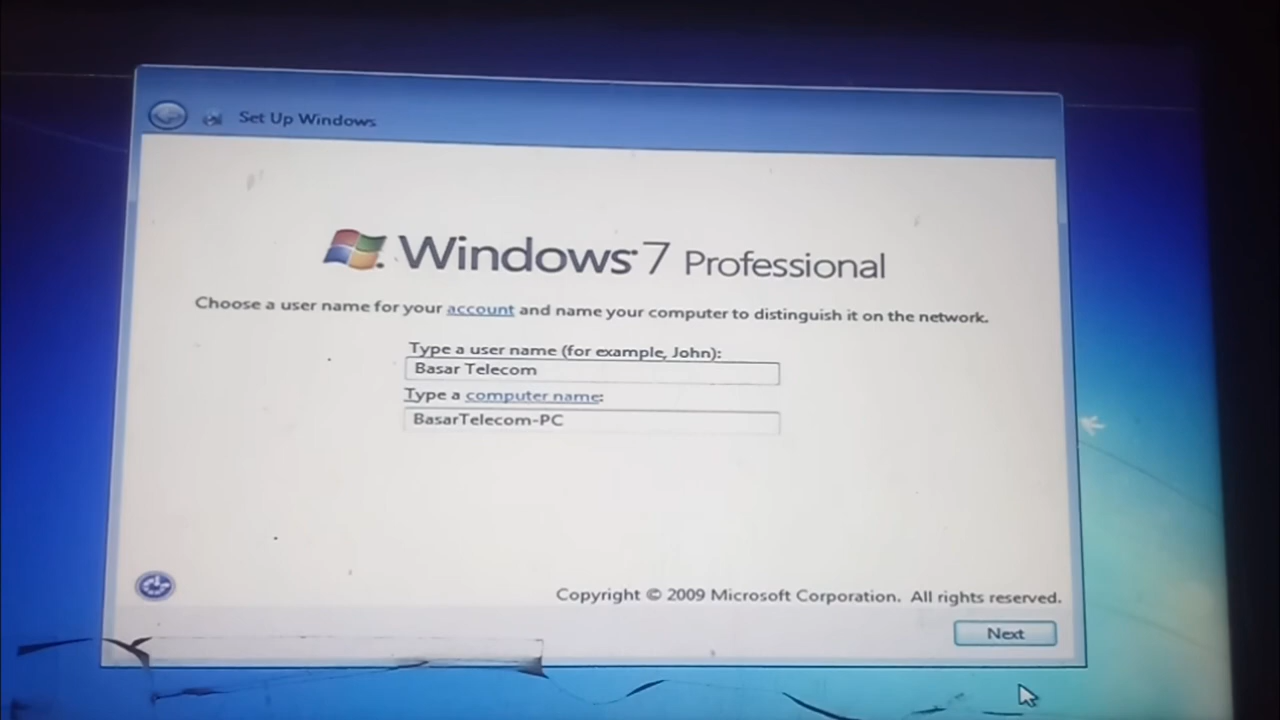 Set Up Windows
Windows 7 Professional
Choose a user name for your account and name your computer to distinguish it on the network.
Type a user name (for example, John):
Basar Telecom
Type a computer name:
BasarTelecom-PC
Copyright © 2009 Microsoft Corporation. All rights reserved.
Next